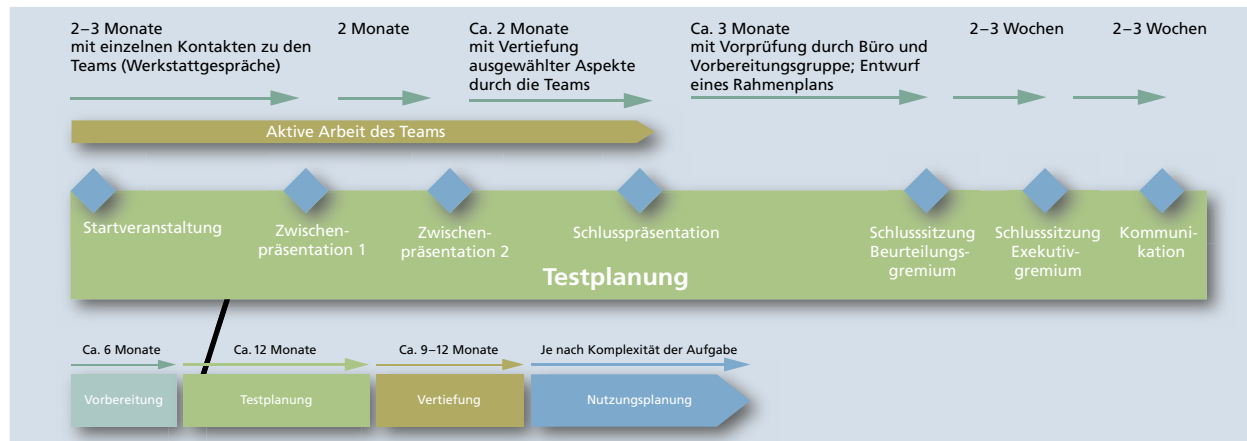 2–3 Monate
mit einzelnen Kontakten zu den
Teams (Werkstattgespräche)
2 Monate
Ca. 2 Monate
mit Vertiefung
ausgewählter Aspekte
durch die Teams
Ca. 3 Monate
mit Vorprüfung durch Büro und
Vorbereitungsgruppe; Entwurf
eines Rahmenplans
2–3 Wochen
2–3 Wochen
Aktive Arbeit des Teams
Startveranstaltung
Zwischen-
präsentation 1
Zwischen-
präsentation 2
Schlusspräsentation
Schlusssitzung
Beurteilungs-
gremium
Schlusssitzung
Exekutiv-
gremium
Kommuni-
kation
Testplanung
Ca. 6 Monate
Ca. 12 Monate
Ca. 9–12 Monate
Je nach Komplexität der Aufgabe
Vorbereitung
Testplanung
Vertiefung
Nutzungsplanung